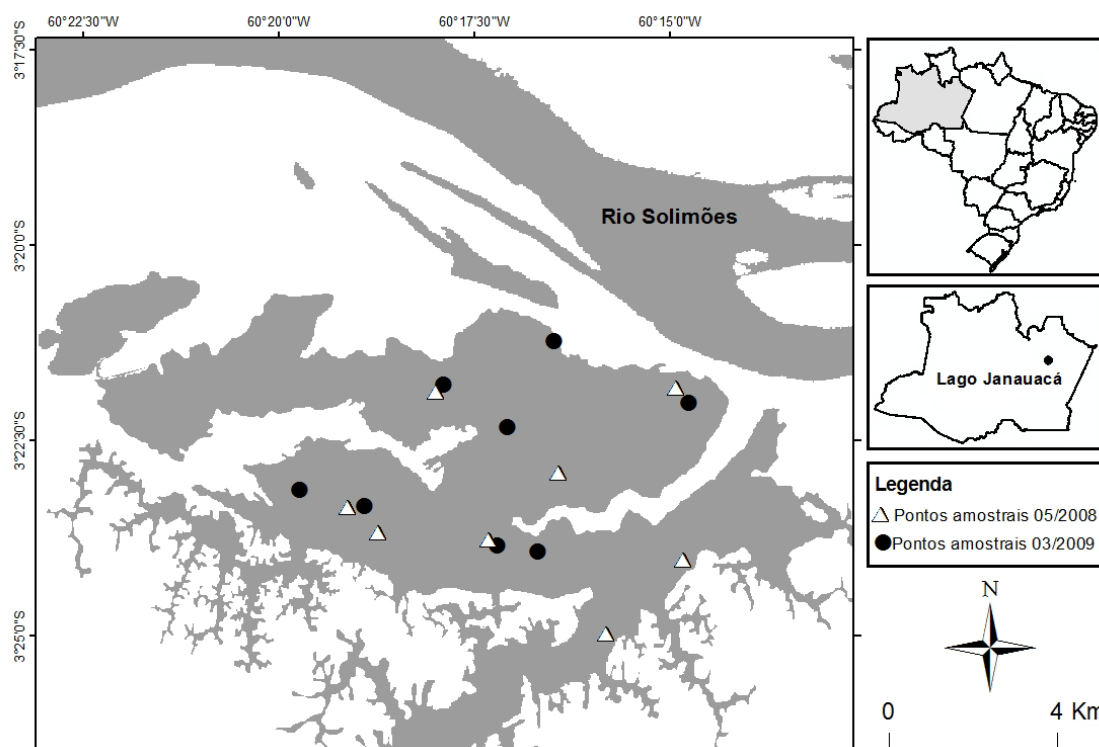 60°22'30"W
60°20'0"W
60°17'30"W
60°15'0"W
3°17'30"S
3°20'0"S
3°22'30"S
3°25'0"S
Rio Solimões
Lago Janauacá
Legenda
Pontos amostrais 05/2008
Pontos amostrais 03/2009
N
0 4 Km